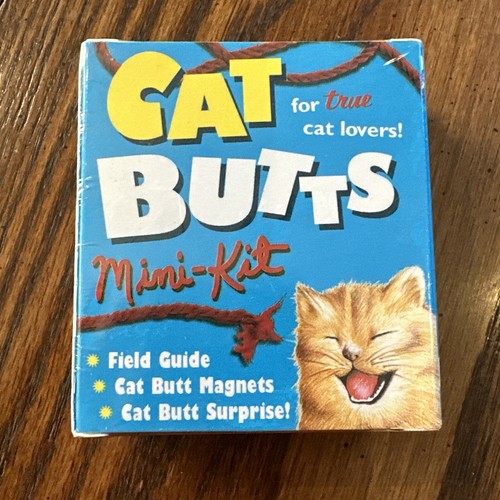 CAT
for true
cat lovers!
BUTTS
Mini-Kit
Field Guide
Cat Butt Magnets
Cat Butt Surprise!